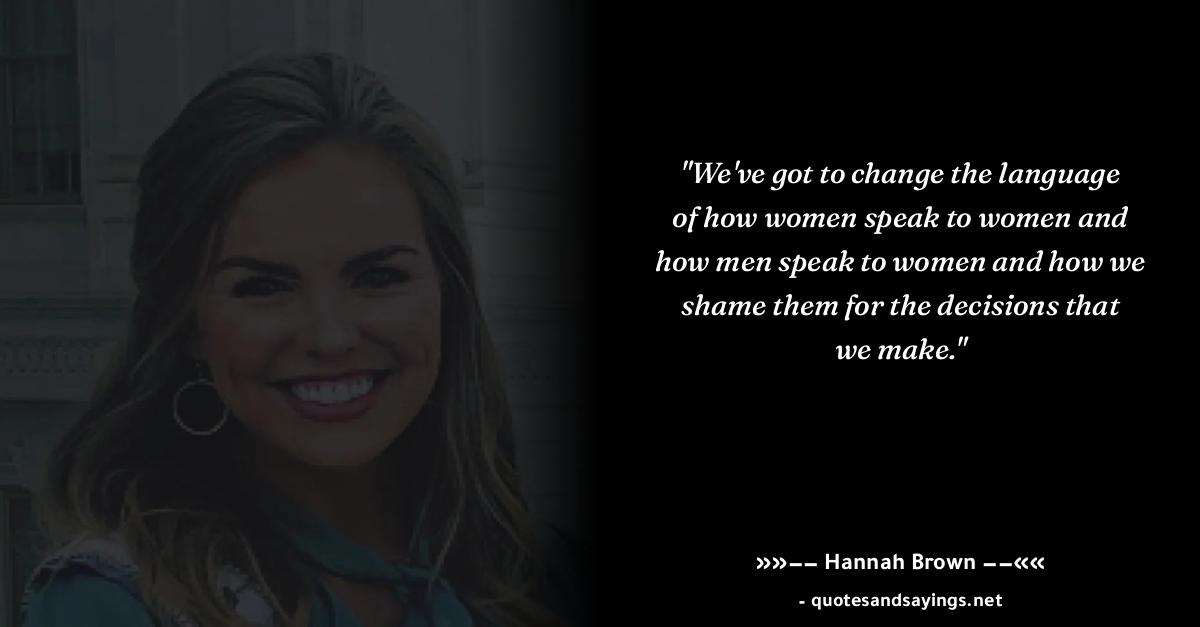 "We've got to change the language
of how women speak to women and
how men speak to women and how we
shame them for the decisions that
we make."
»»−− Hannah Brown −−««
- quotesandsayings.net